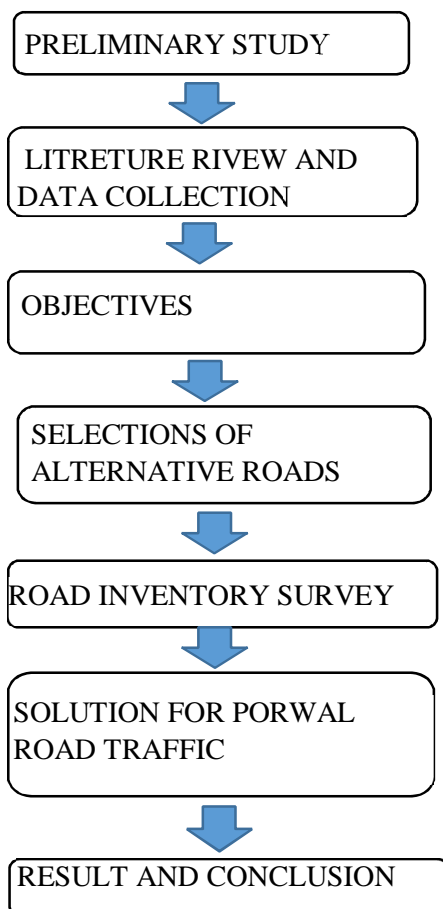 PRELIMINARY STUDY
LITRETURE RIVEW AND
DATA COLLECTION
OBJECTIVES
SELECTIONS OF
ALTERNATIVE ROADS
ROAD INVENTORY SURVEY
SOLUTION FOR PORWAL
ROAD TRAFFIC
RESULT AND CONCLUSION